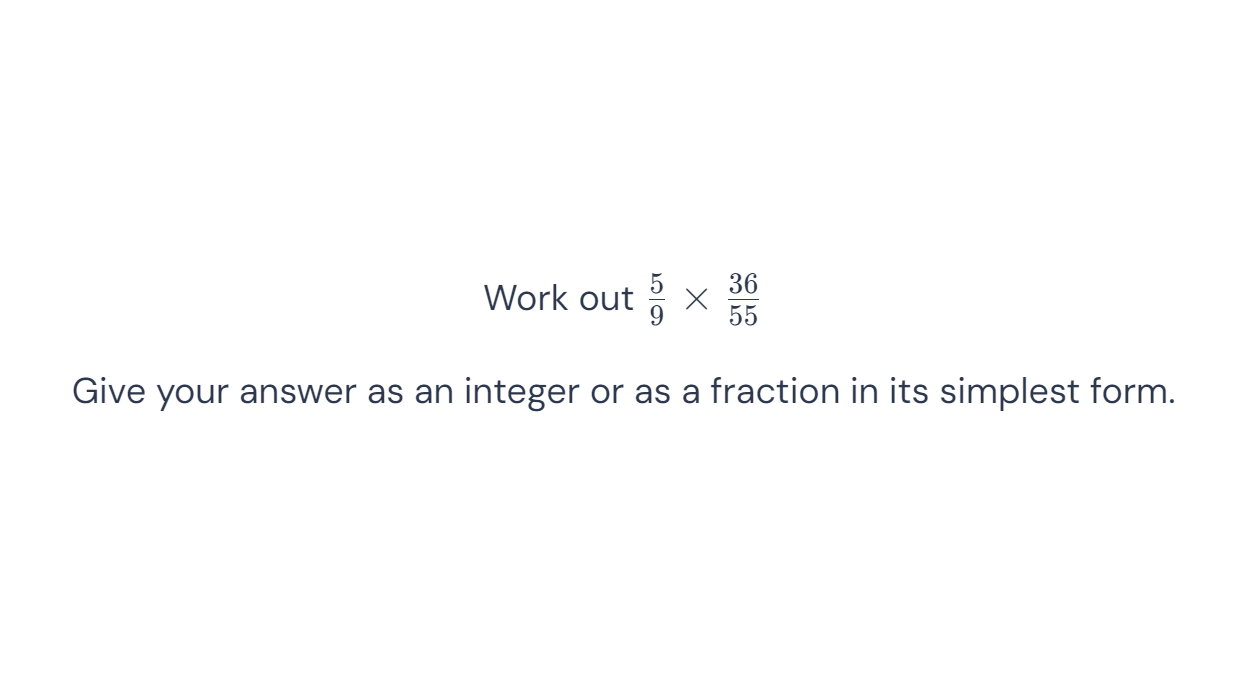 Work out $\frac{5}{9} \times \frac{36}{55}$
Give your answer as an integer or as a fraction in its simplest form.